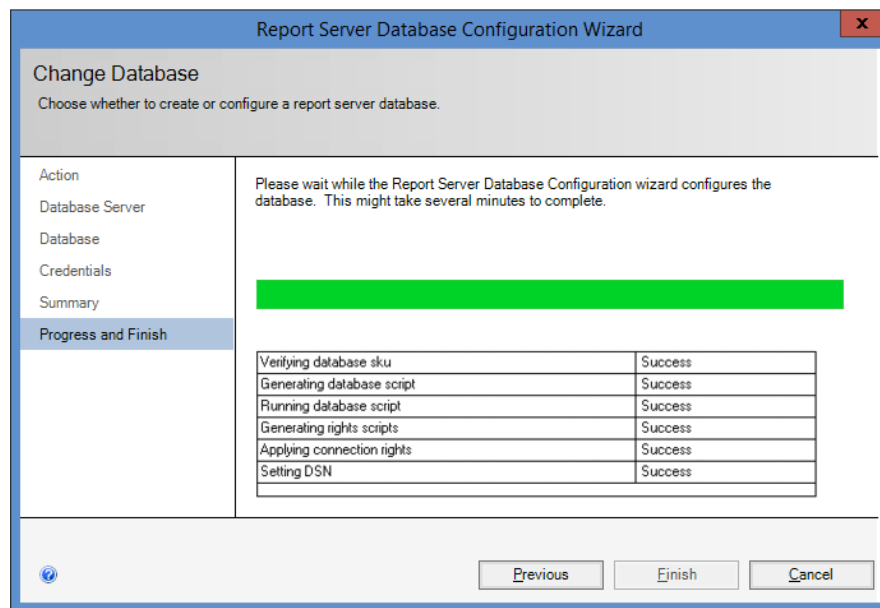 Report Server Database Configuration Wizard
x
Change Database
Choose whether to create or configure a report server database.
Action
Database Server
Database
Credentials
Summary
Progress and Finish
Please wait while the Report Server Database Configuration wizard configures the
database. This might take several minutes to complete.
Verifying database sku Success
Generating database script Success
Running database script Success
Generating rights scripts Success
Applying connection rights Success
Setting DSN Success
?
Previous Finish Cancel